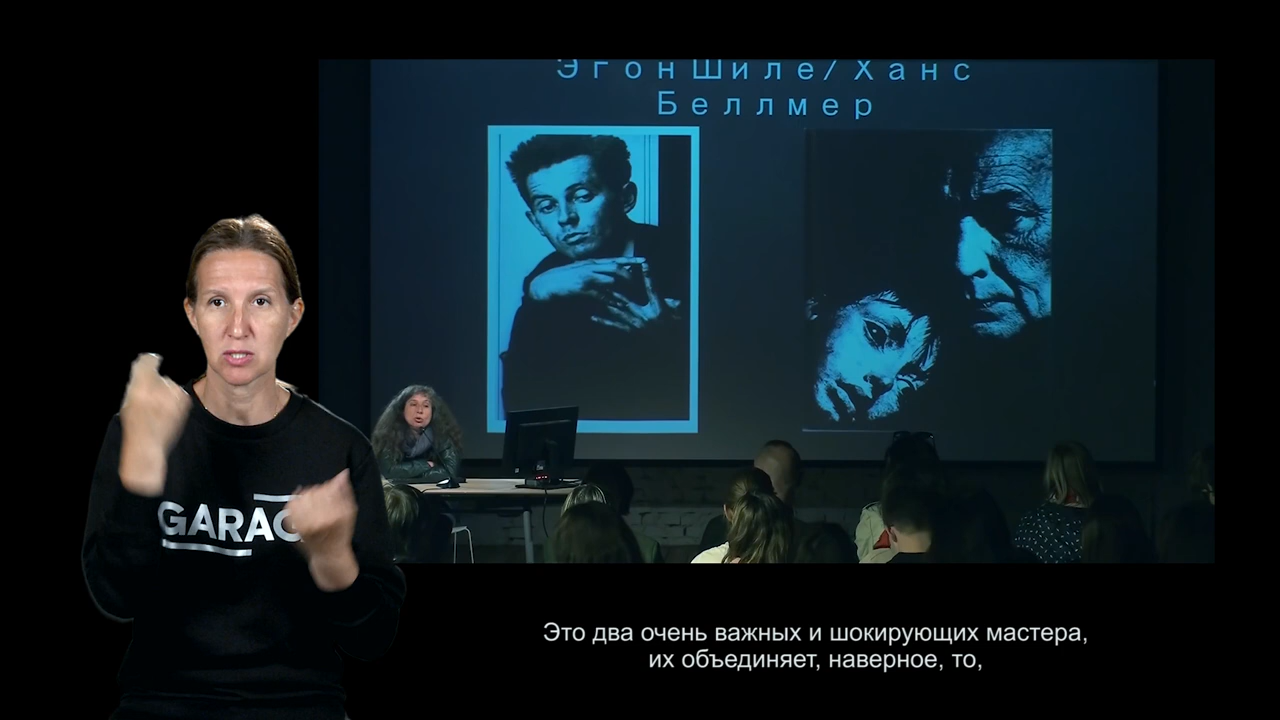 Эгон Шиле/Ханс
Беллмер
GARAG
Это два очень важных и шокирующих мастера,
их объединяет, наверное, то,